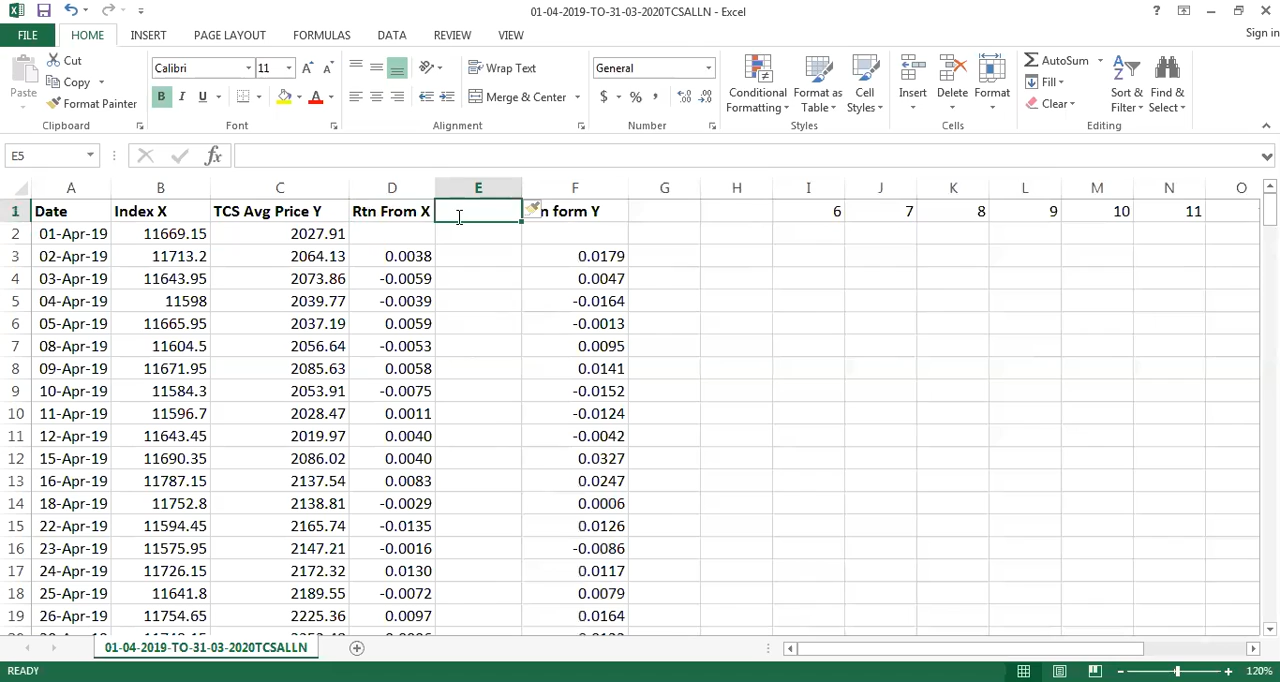 01-04-2019-TO-31-03-2020TCSALLN - Excel
Sign in
FILE HOME INSERT PAGE LAYOUT FORMULAS DATA REVIEW VIEW
Paste Cut Copy Format Painter
Clipboard
Calibri 11
B I U
Font
Wrap Text
Merge & Center
Alignment
General
$ % ,
Number
Conditional Formatting Format as Table Cell Styles
Styles
Insert Delete Format
Cells
AutoSum Fill Clear Sort & Filter Find & Select
Editing
E5 fx
A B C D E F G H I J K L M N O
1 Date Index X TCS Avg Price Y Rtn From X n form Y 6 7 8 9 10 11
2 01-Apr-19 11669.15 2027.91
3 02-Apr-19 11713.2 2064.13 0.0038 0.0179
4 03-Apr-19 11643.95 2073.86 -0.0059 0.0047
5 04-Apr-19 11598 2039.77 -0.0039 -0.0164
6 05-Apr-19 11665.95 2037.19 0.0059 -0.0013
7 08-Apr-19 11604.5 2056.64 -0.0053 0.0095
8 09-Apr-19 11671.95 2085.63 0.0058 0.0141
9 10-Apr-19 11584.3 2053.91 -0.0075 -0.0152
10 11-Apr-19 11596.7 2028.47 0.0011 -0.0124
11 12-Apr-19 11643.45 2019.97 0.0040 -0.0042
12 15-Apr-19 11690.35 2086.02 0.0040 0.0327
13 16-Apr-19 11787.15 2137.54 0.0083 0.0247
14 18-Apr-19 11752.8 2138.81 -0.0029 0.0006
15 22-Apr-19 11594.45 2165.74 -0.0135 0.0126
16 23-Apr-19 11575.95 2147.21 -0.0016 -0.0086
17 24-Apr-19 11726.15 2172.32 0.0130 0.0117
18 25-Apr-19 11641.8 2189.55 -0.0072 0.0079
19 26-Apr-19 11754.65 2225.36 0.0097 0.0164
01-04-2019-TO-31-03-2020TCSALLN
READY 120%